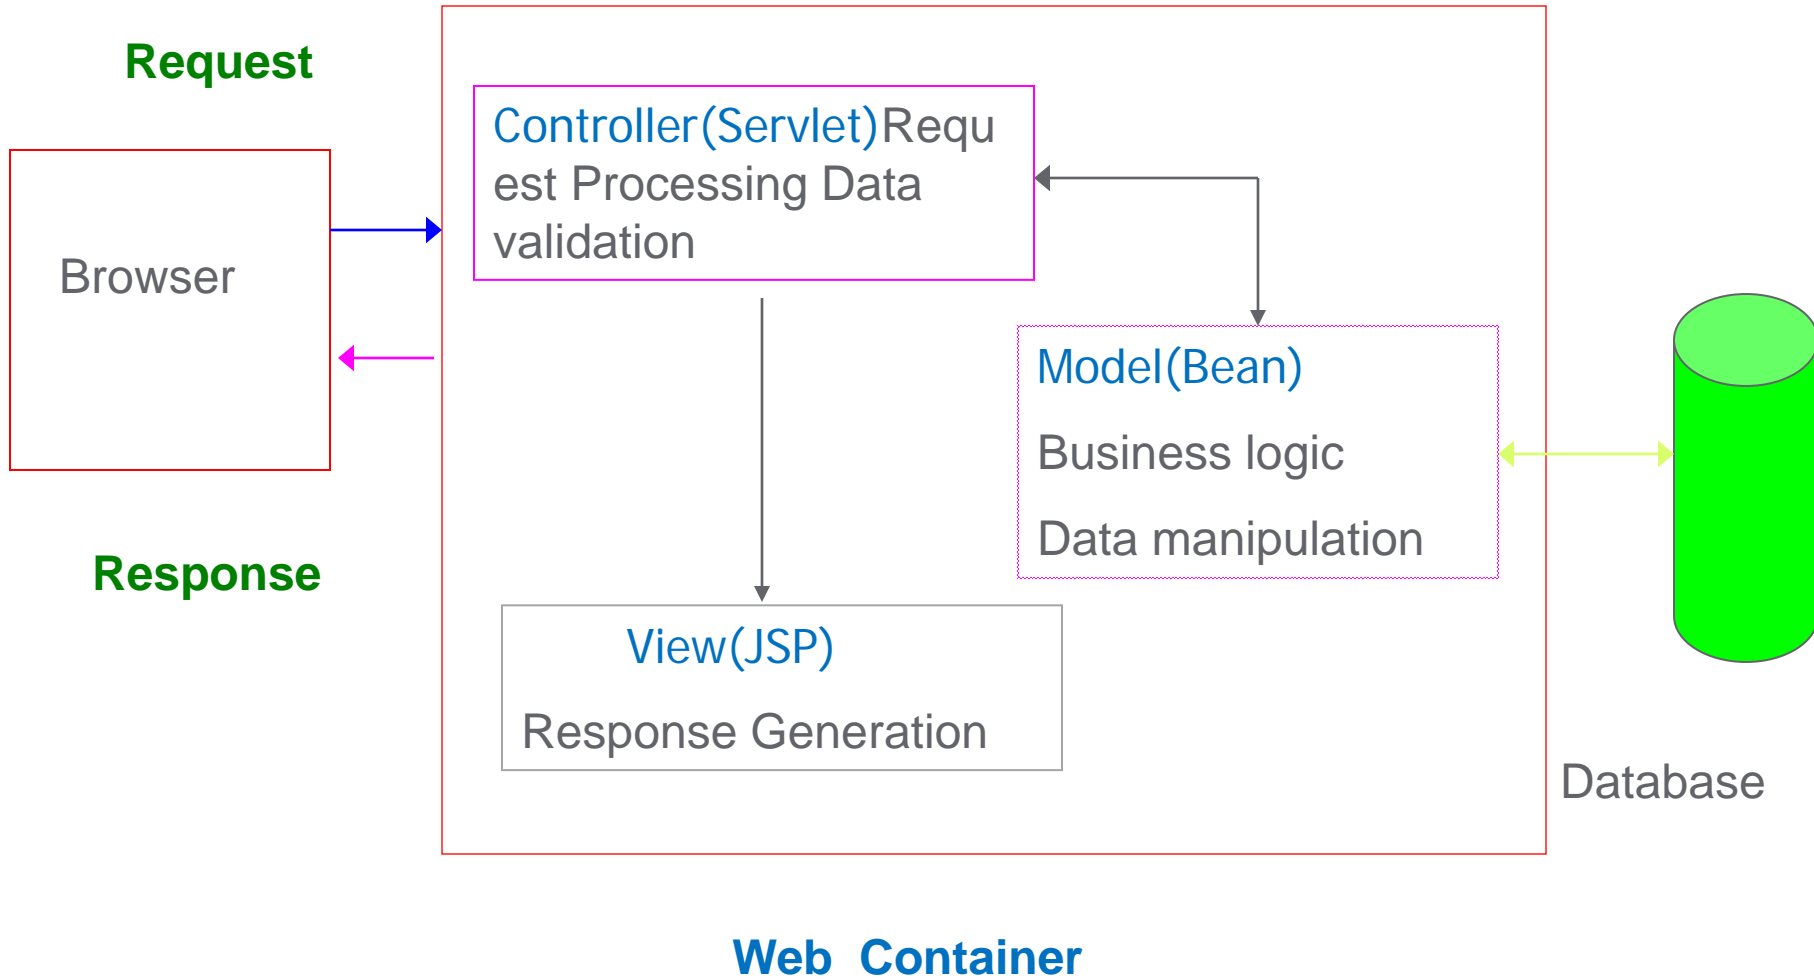 Request
Controller(Servlet)Requ
est Processing Data
validation
Browser
Model(Bean)
Business logic
Data manipulation
Response
View(JSP)
Response Generation
Database
Web  Container